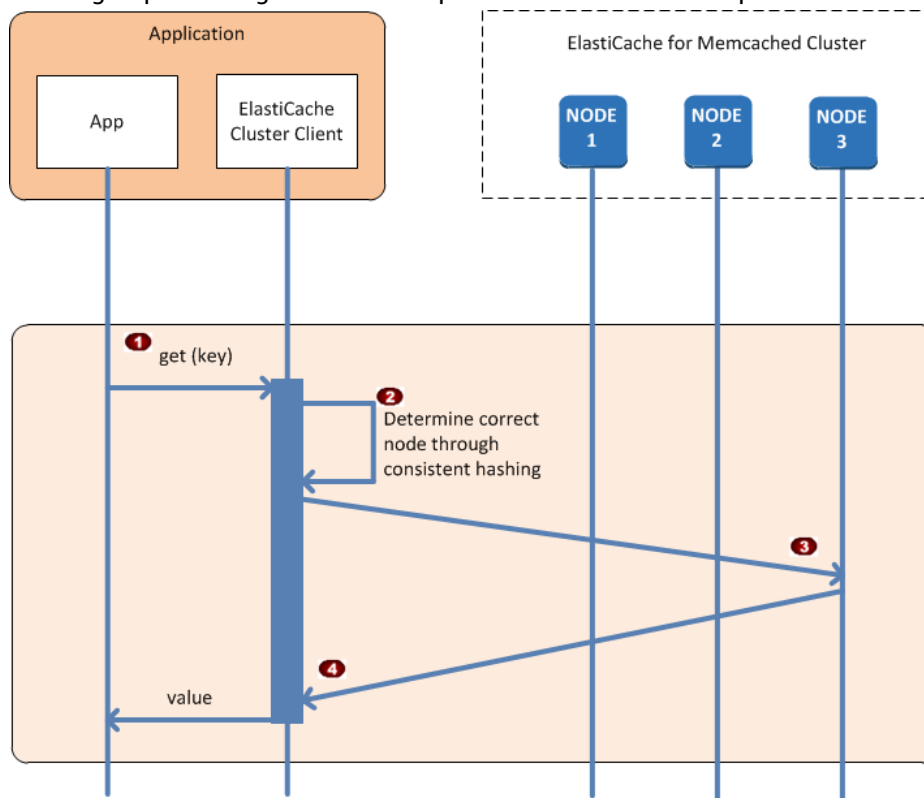 Application
ElastiCache for Memcached Cluster
App
ElastiCache
Cluster Client
NODE
1
NODE
2
NODE
3
1
get (key)
2
Determine correct
node through
consistent hashing
3
4
value